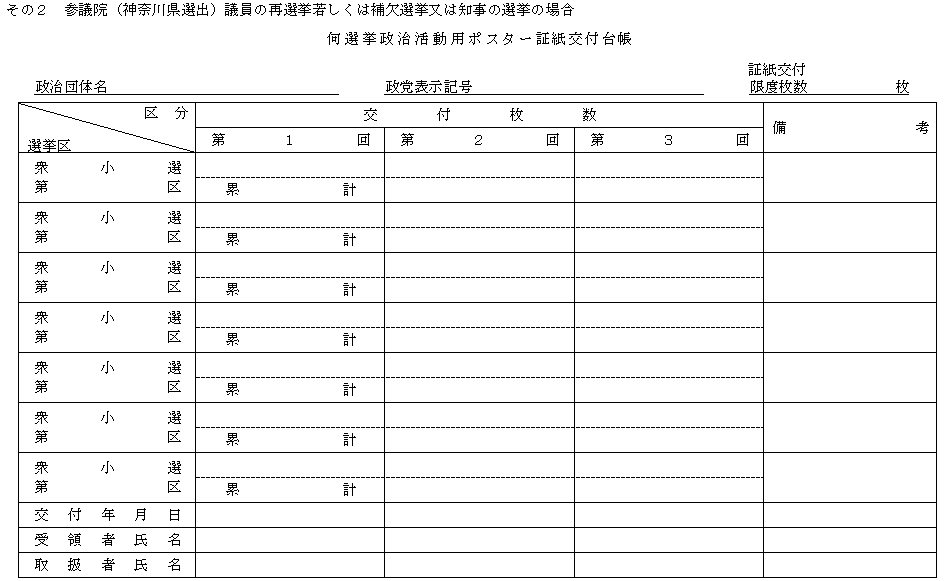 その２　参議院（神奈川県選出）議員の再選挙若しくは補欠選挙又は知事の選挙の場合
何選挙政治活動用ポスター証紙交付台帳
証紙交付
政治団体名　政党表示記号　限度枚数　枚
区分　交付枚数　備考
選挙区　第１回　第２回　第３回
衆小選
第区　累計
衆小選
第区　累計
衆小選
第区　累計
衆小選
第区　累計
衆小選
第区　累計
衆小選
第区　累計
衆小選
第区　累計
交付年月日
受領者氏名
取扱者氏名